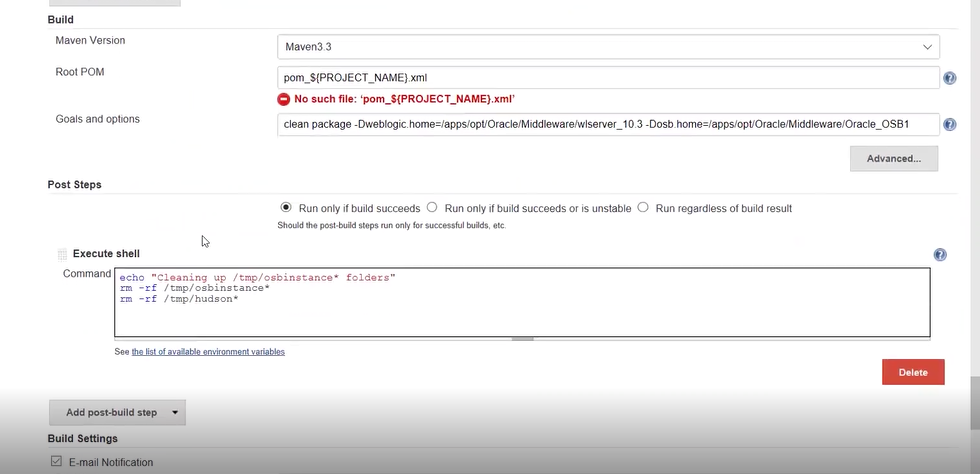 Build
Maven Version
Maven3.3
Root POM
pom_${PROJECT_NAME}.xml
No such file: ‘pom_${PROJECT_NAME}.xml’
Goals and options
clean package -Dweblogic.home=/apps/opt/Oracle/Middleware/wlserver_10.3 -Dosb.home=/apps/opt/Oracle/Middleware/Oracle_OSB1
Advanced...
Post Steps
Run only if build succeeds Run only if build succeeds or is unstable Run regardless of build result
Should the post-build steps run only for successful builds, etc.
Execute shell
Command
echo "Cleaning up /tmp/osbinstance* folders"
rm -rf /tmp/osbinstance*
rm -rf /tmp/hudson*
See the list of available environment variables
Delete
Add post-build step
Build Settings
E-mail Notification